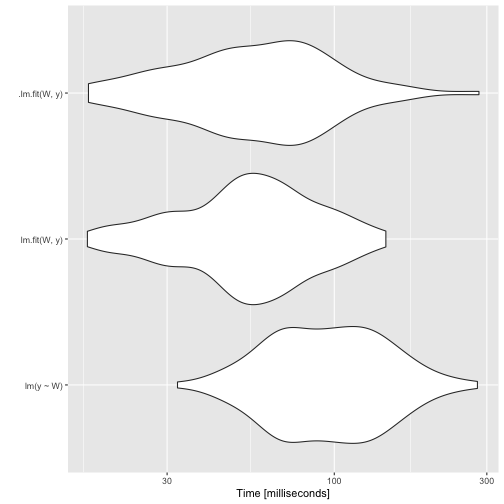 .lm.fit(W, y)
lm.fit(W, y)
lm(y ~ W)
30
100
300
Time [milliseconds]